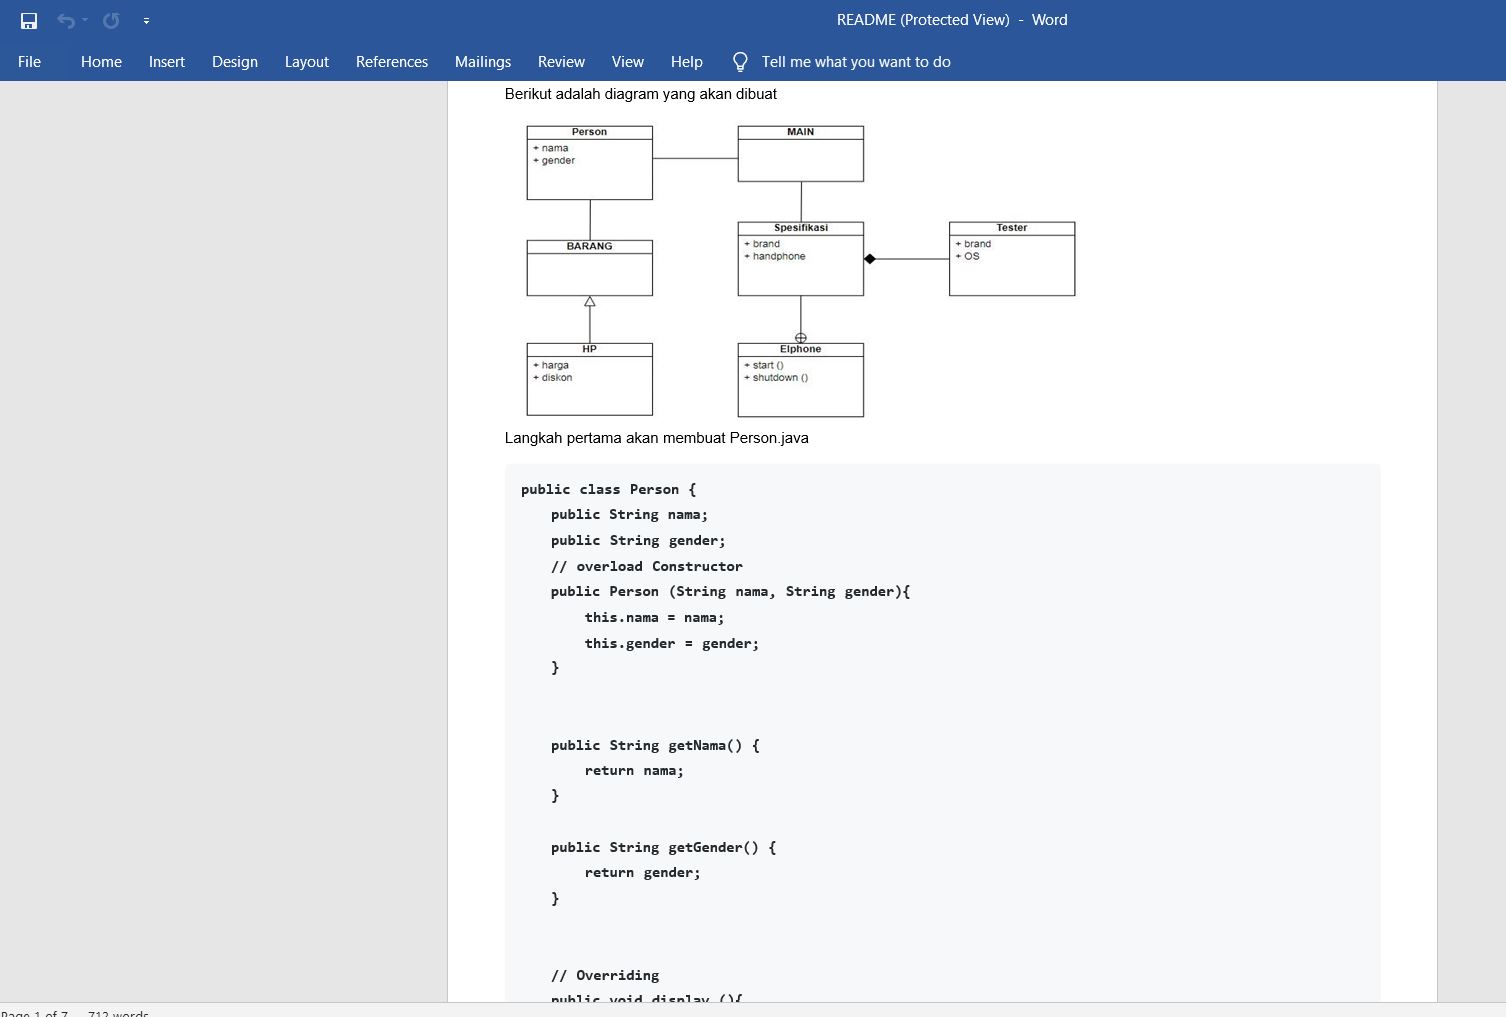 README (Protected View) - Word
File Home Insert Design Layout References Mailings Review View Help Tell me what you want to do
Berikut adalah diagram yang akan dibuat
Person
+ nama
+ gender
MAIN
BARANG
Spesifikasi
+ brand
+ handphone
Tester
+ brand
+ OS
HP
+ harga
+ diskon
Elphone
+ start ()
+ shutdown ()
Langkah pertama akan membuat Person.java
public class Person {
public String nama;
public String gender;
// overload Constructor
public Person (String nama, String gender){
this.nama = nama;
this.gender = gender;
}
public String getNama() {
return nama;
}
public String getGender() {
return gender;
}
// Overriding
public void display (){
Page 1 of 7 712 words